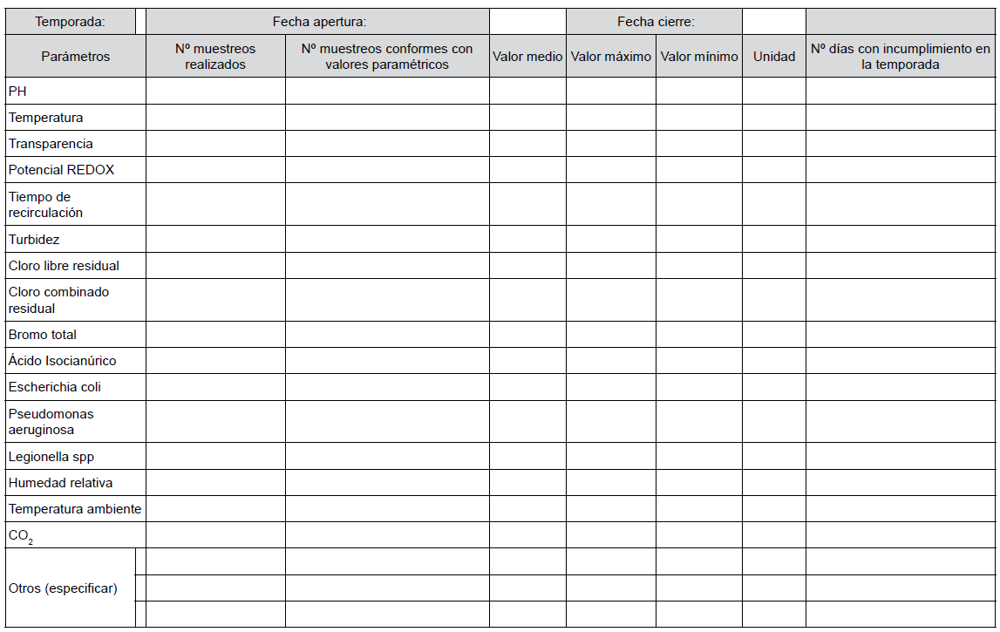 Temporada:
Fecha apertura:
Fecha cierre:
Parámetros
Nº muestreos
realizados
Nº muestreos conformes con
valores paramétricos
Valor medio
Valor máximo
Valor mínimo
Unidad
Nº días con incumplimiento en
la temporada
PH
Temperatura
Transparencia
Potencial REDOX
Tiempo de
recirculación
Turbidez
Cloro libre residual
Cloro combinado
residual
Bromo total
Ácido Isocianúrico
Escherichia coli
Pseudomonas
aeruginosa
Legionella spp
Humedad relativa
Temperatura ambiente
CO₂
Otros (especificar)